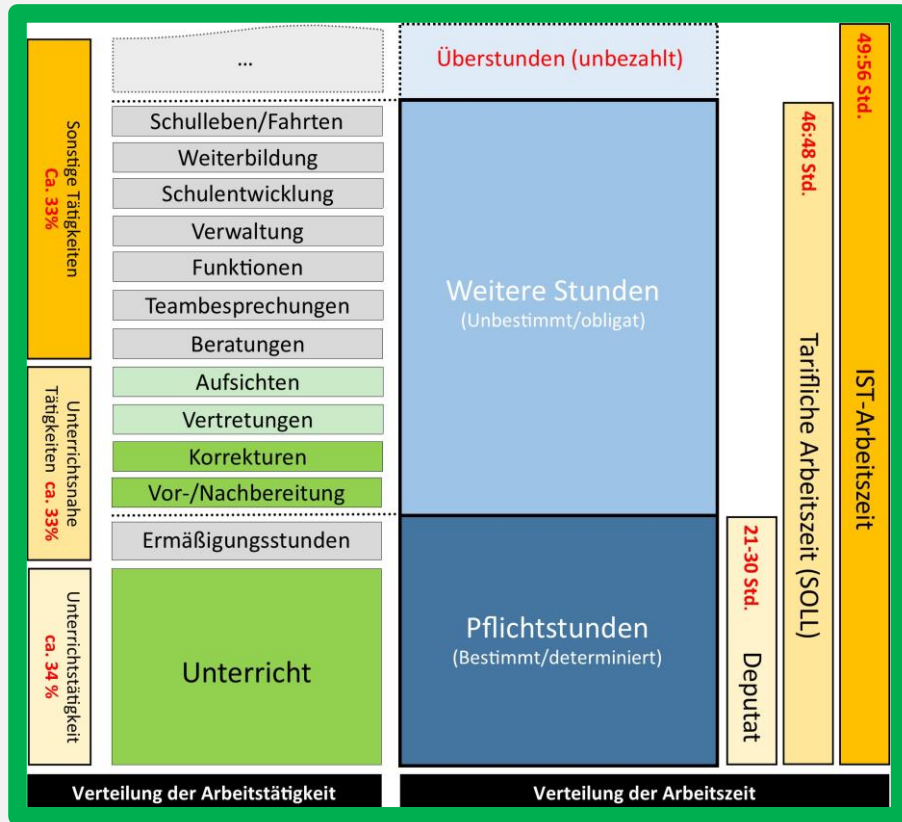 Sonstige Tätigkeiten
Ca. 33%
Unterrichtsnahe
Tätigkeiten ca. 33%
Unterrichtstätigkeit
ca. 34 %
...
Schulleben/Fahrten
Weiterbildung
Schulentwicklung
Verwaltung
Funktionen
Teambesprechungen
Beratungen
Aufsichten
Vertretungen
Korrekturen
Vor-/Nachbereitung
Ermäßigungsstunden
Unterricht
Überstunden (unbezahlt)
Weitere Stunden
(Unbestimmt/obligat)
Pflichtstunden
(Bestimmt/determiniert)
21-30 Std.
Deputat
46:48 Std.
Tarifliche Arbeitszeit (SOLL)
49:56 Std.
IST-Arbeitszeit
Verteilung der Arbeitstätigkeit
Verteilung der Arbeitszeit